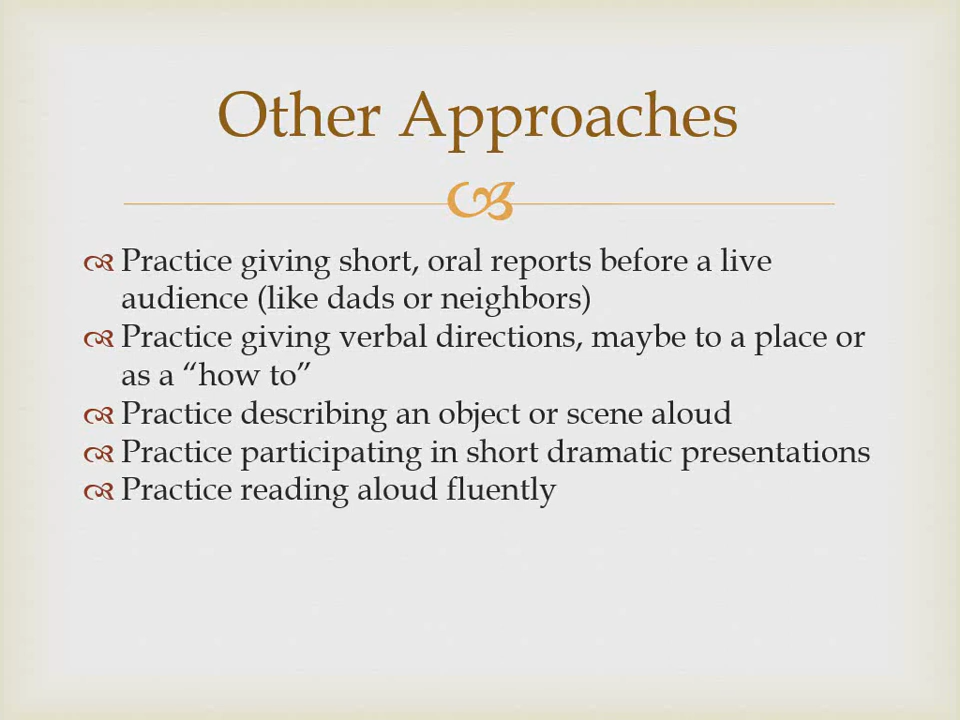 Other Approaches
Practice giving short, oral reports before a live
audience (like dads or neighbors)
Practice giving verbal directions, maybe to a place or
as a “how to”
Practice describing an object or scene aloud
Practice participating in short dramatic presentations
Practice reading aloud fluently